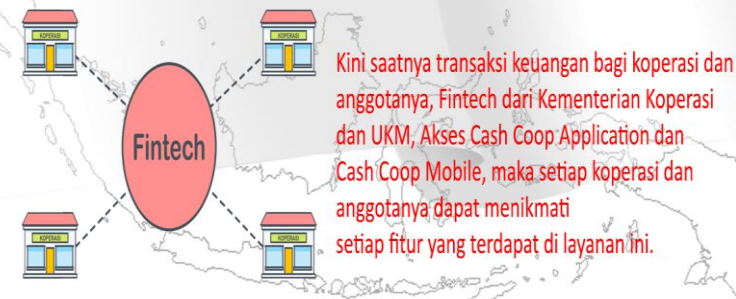 KOPERASI
KOPERASI
Fintech
KOPERASI
KOPERASI
Kini saatnya transaksi keuangan bagi koperasi dan
anggotanya, Fintech dari Kementerian Koperasi
dan UKM, Akses Cash Coop Application dan
Cash Coop Mobile, maka setiap koperasi dan
anggotanya dapat menikmati
setiap fitur yang terdapat di layanan ini.